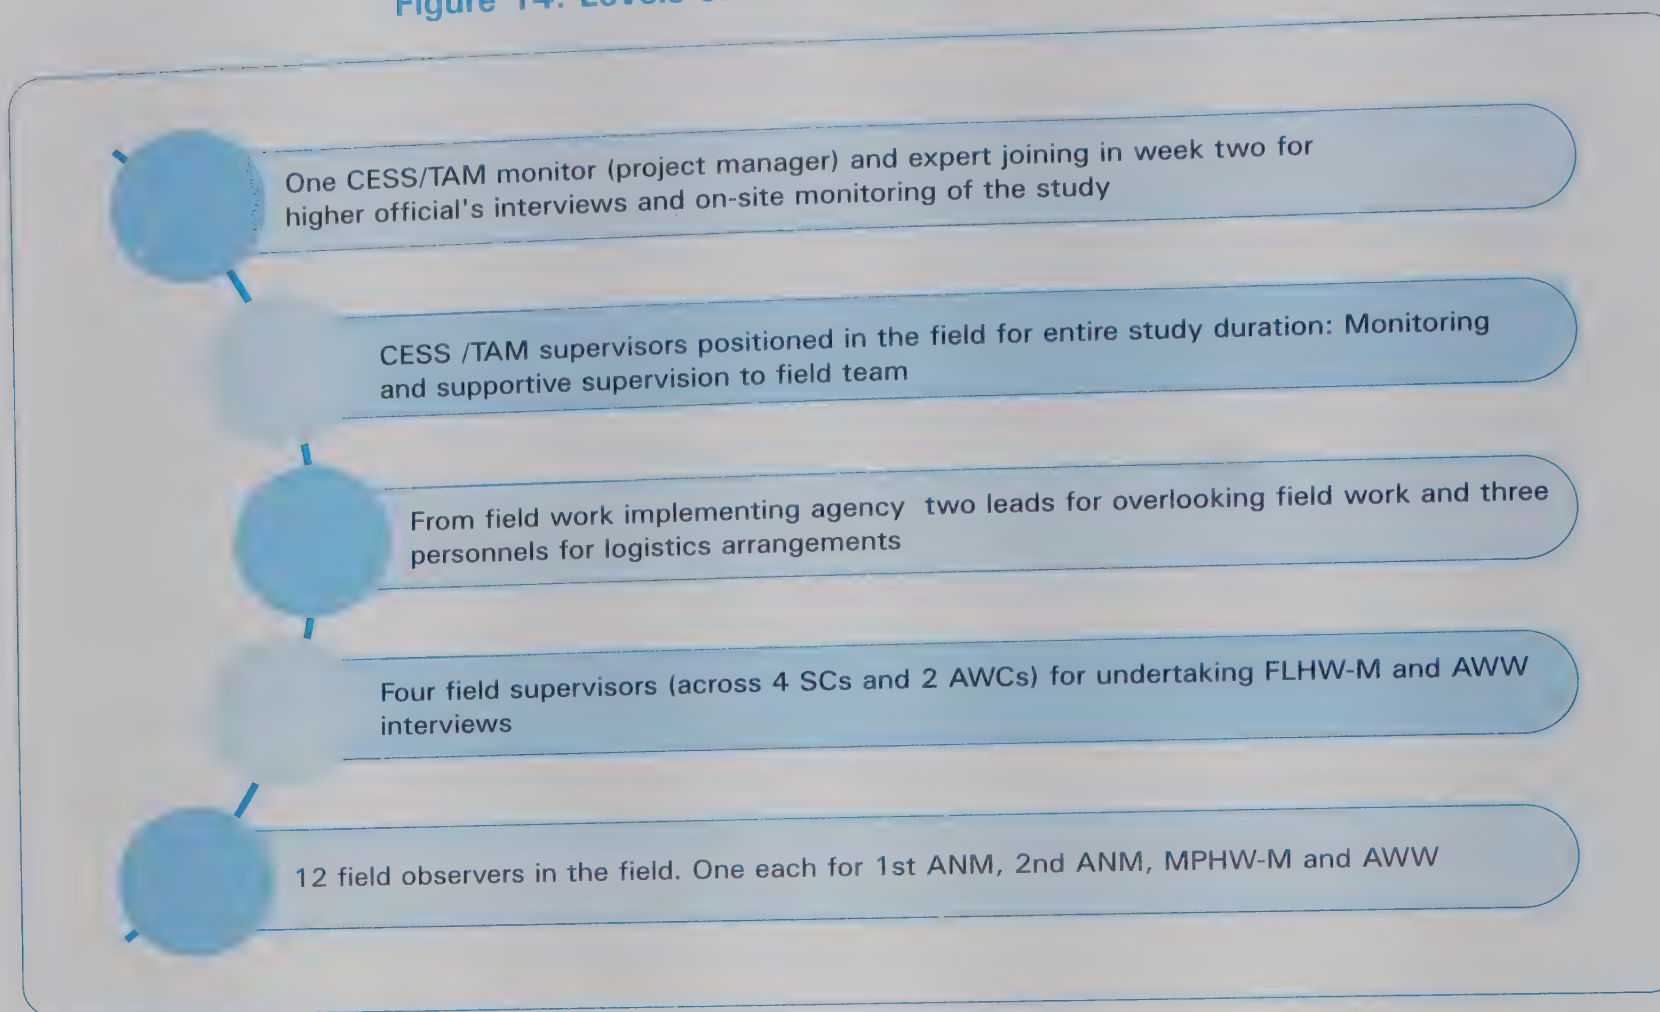 Figure 14: Levels
One CESS/TAM monitor (project manager) and expert joining in week two for
higher official's interviews and on-site monitoring of the study
CESS /TAM supervisors positioned in the field for entire study duration: Monitoring
and supportive supervision to field team
From field work implementing agency two leads for overlooking field work and three
personnels for logistics arrangements
Four field supervisors (across 4 SCs and 2 AWCs) for undertaking FLHW-M and AWW
interviews
12 field observers in the field. One each for 1st ANM, 2nd ANM, MPHW-M and AWW